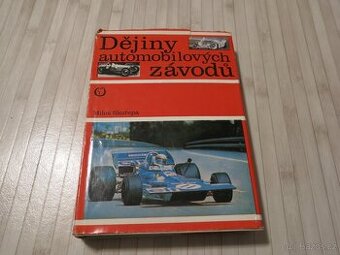 Dějiny
automobilových
závodů
Miloš Skořepa